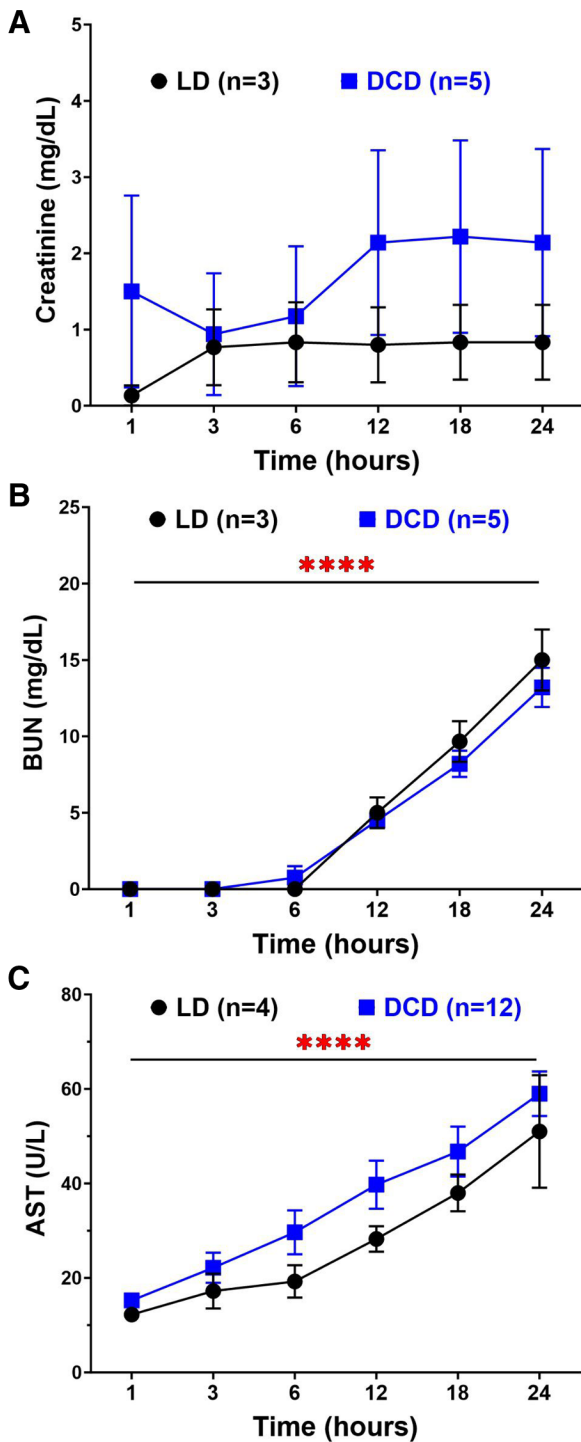 A
Creatinine (mg/dL)
5
4
3
2
1
0
LD (n=3) DCD (n=5)
1 3 6 12 18 24
Time (hours)
B
BUN (mg/dL)
25
20
15
10
5
0
LD (n=3) DCD (n=5)
****
1 3 6 12 18 24
Time (hours)
C
AST (U/L)
80
60
40
20
0
LD (n=4) DCD (n=12)
****
1 3 6 12 18 24
Time (hours)